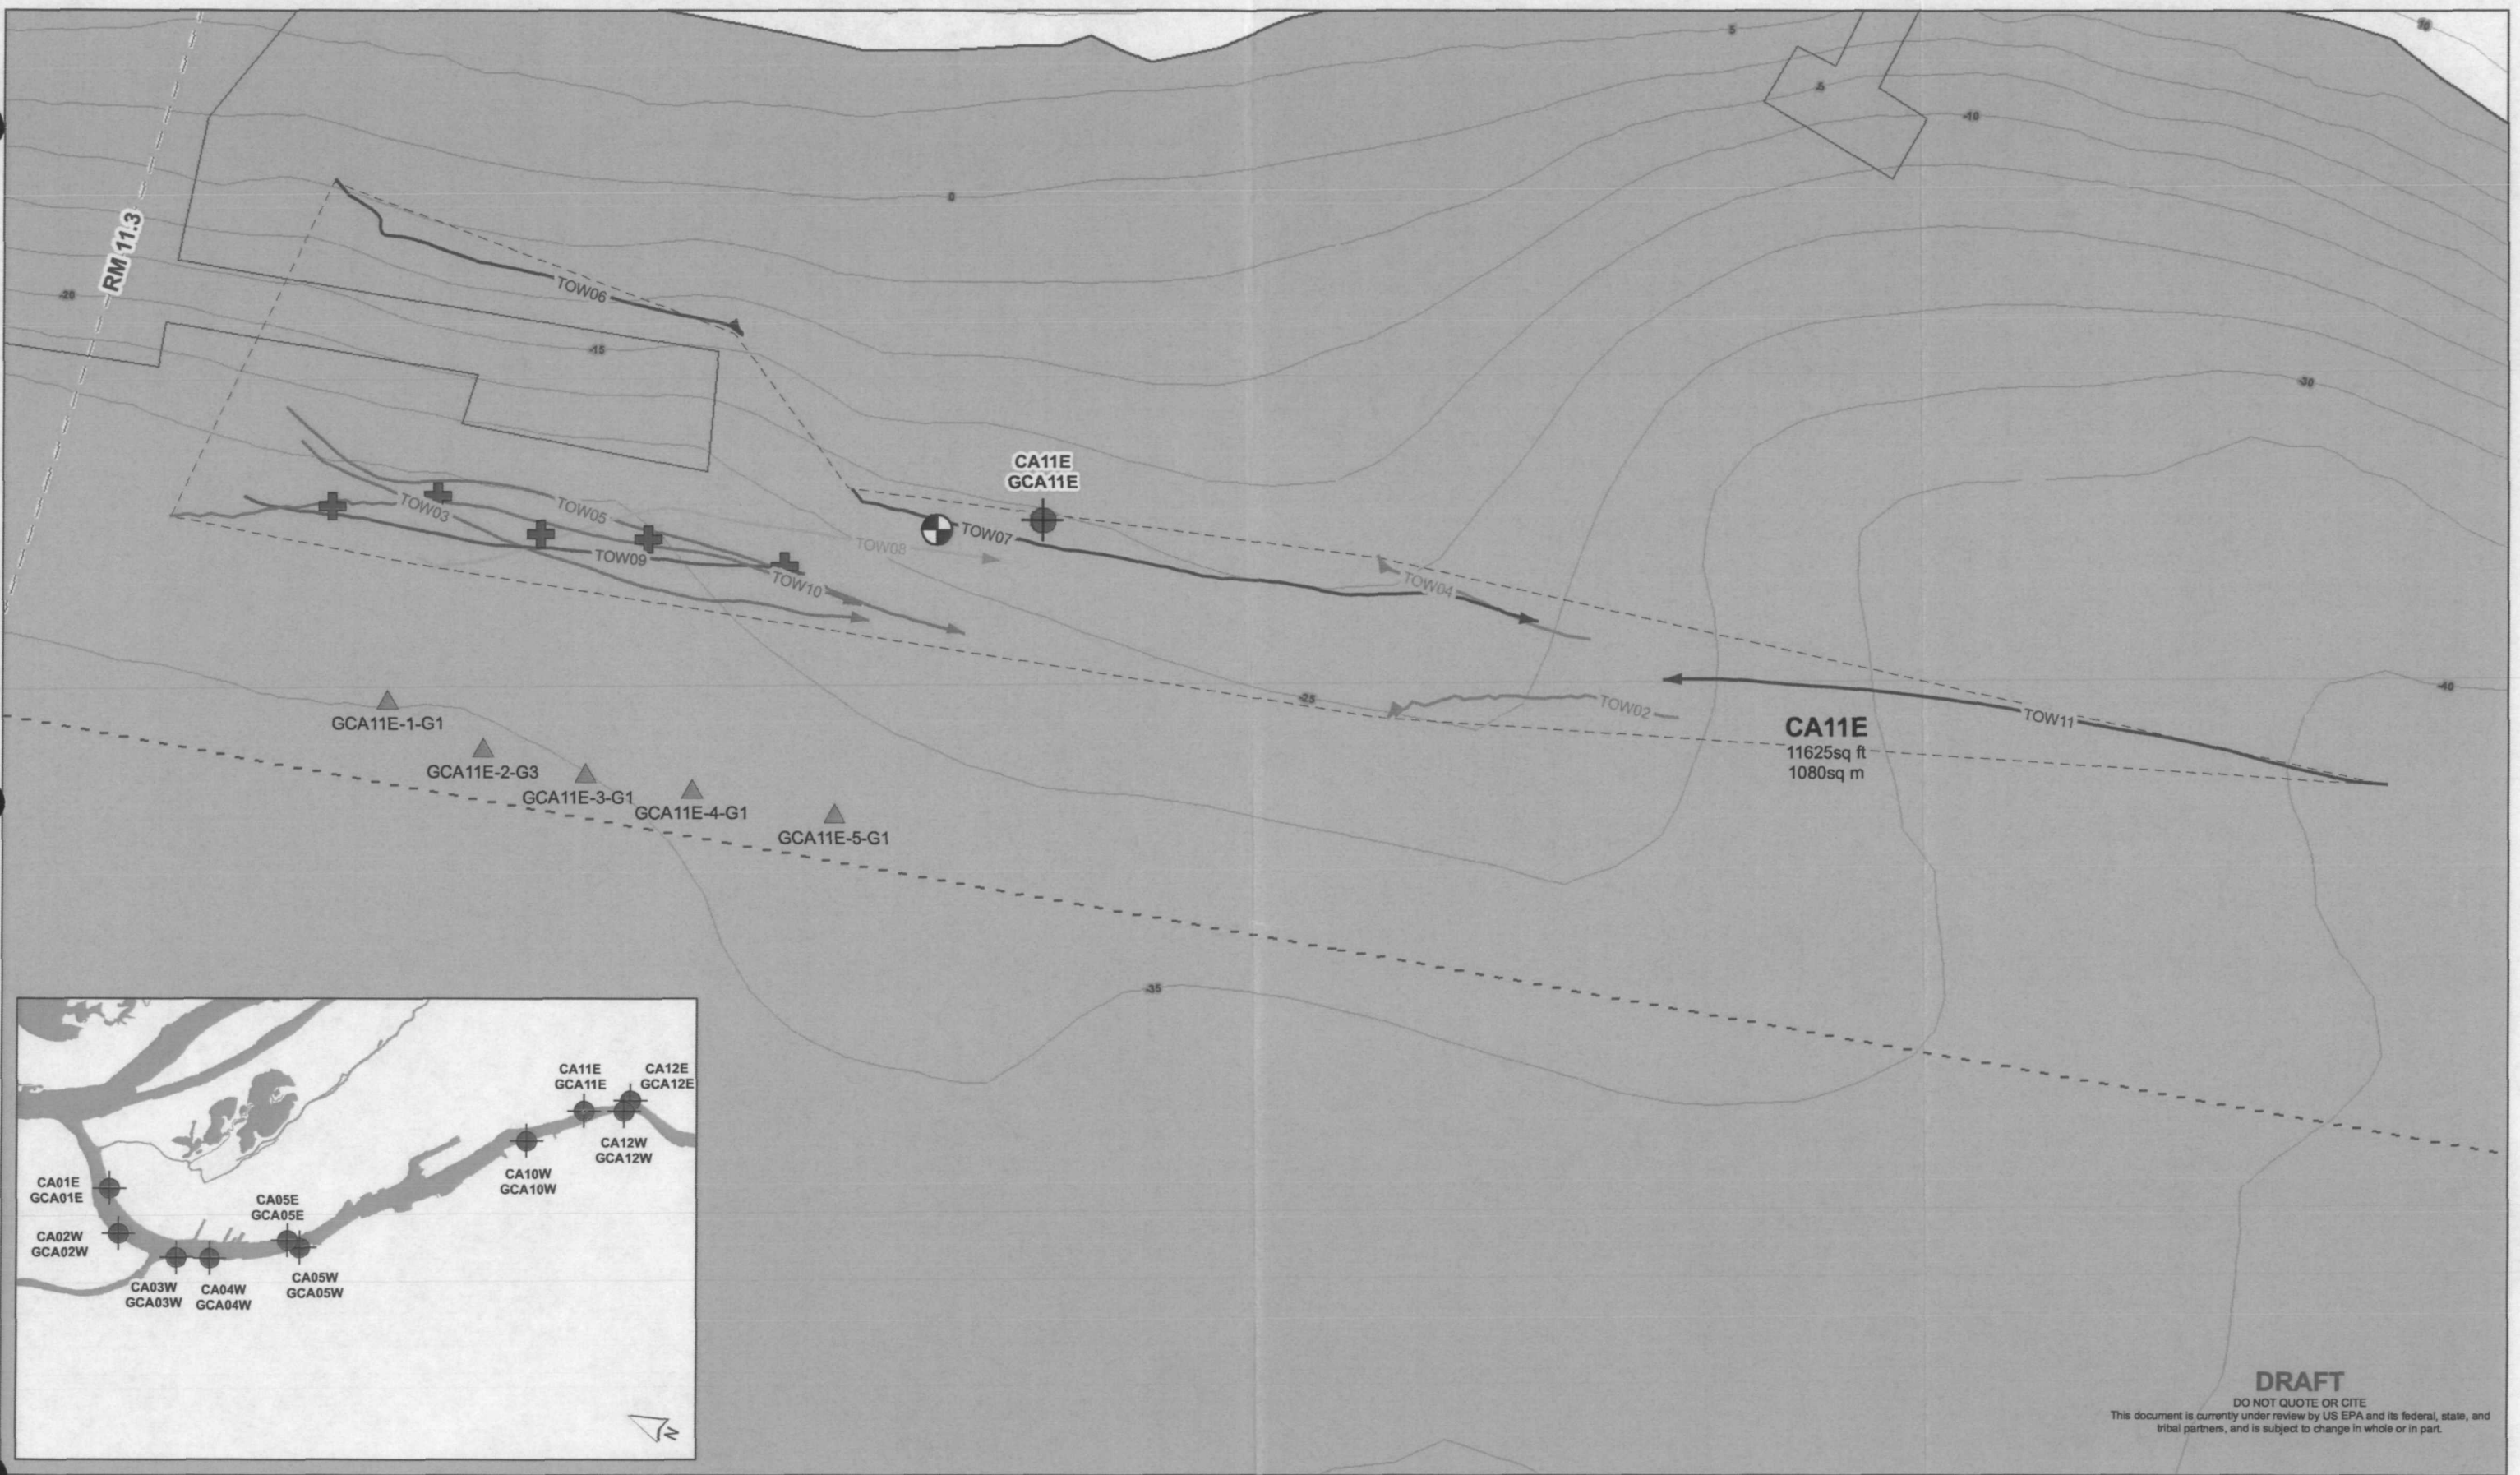 5
10
-5
-10
0
RM 11.3
-20
TOW06
-15
-30
CA11E
GCA11E
TOW03
TOW05
TOW08
TOW07
TOW09
TOW10
TOW04
-25
TOW02
-40
TOW11
CA11E
11625sq ft
1080sq m
GCA11E-1-G1
GCA11E-2-G3
GCA11E-3-G1
GCA11E-4-G1
GCA11E-5-G1
-35
CA11E
GCA11E
CA12E
GCA12E
CA12W
GCA12W
CA10W
GCA10W
CA01E
GCA01E
CA05E
GCA05E
CA02W
GCA02W
CA05W
GCA05W
CA03W
GCA03W
CA04W
GCA04W
N
DRAFT
DO NOT QUOTE OR CITE
This document is currently under review by US EPA and its federal, state, and
tribal partners, and is subject to change in whole or in part.